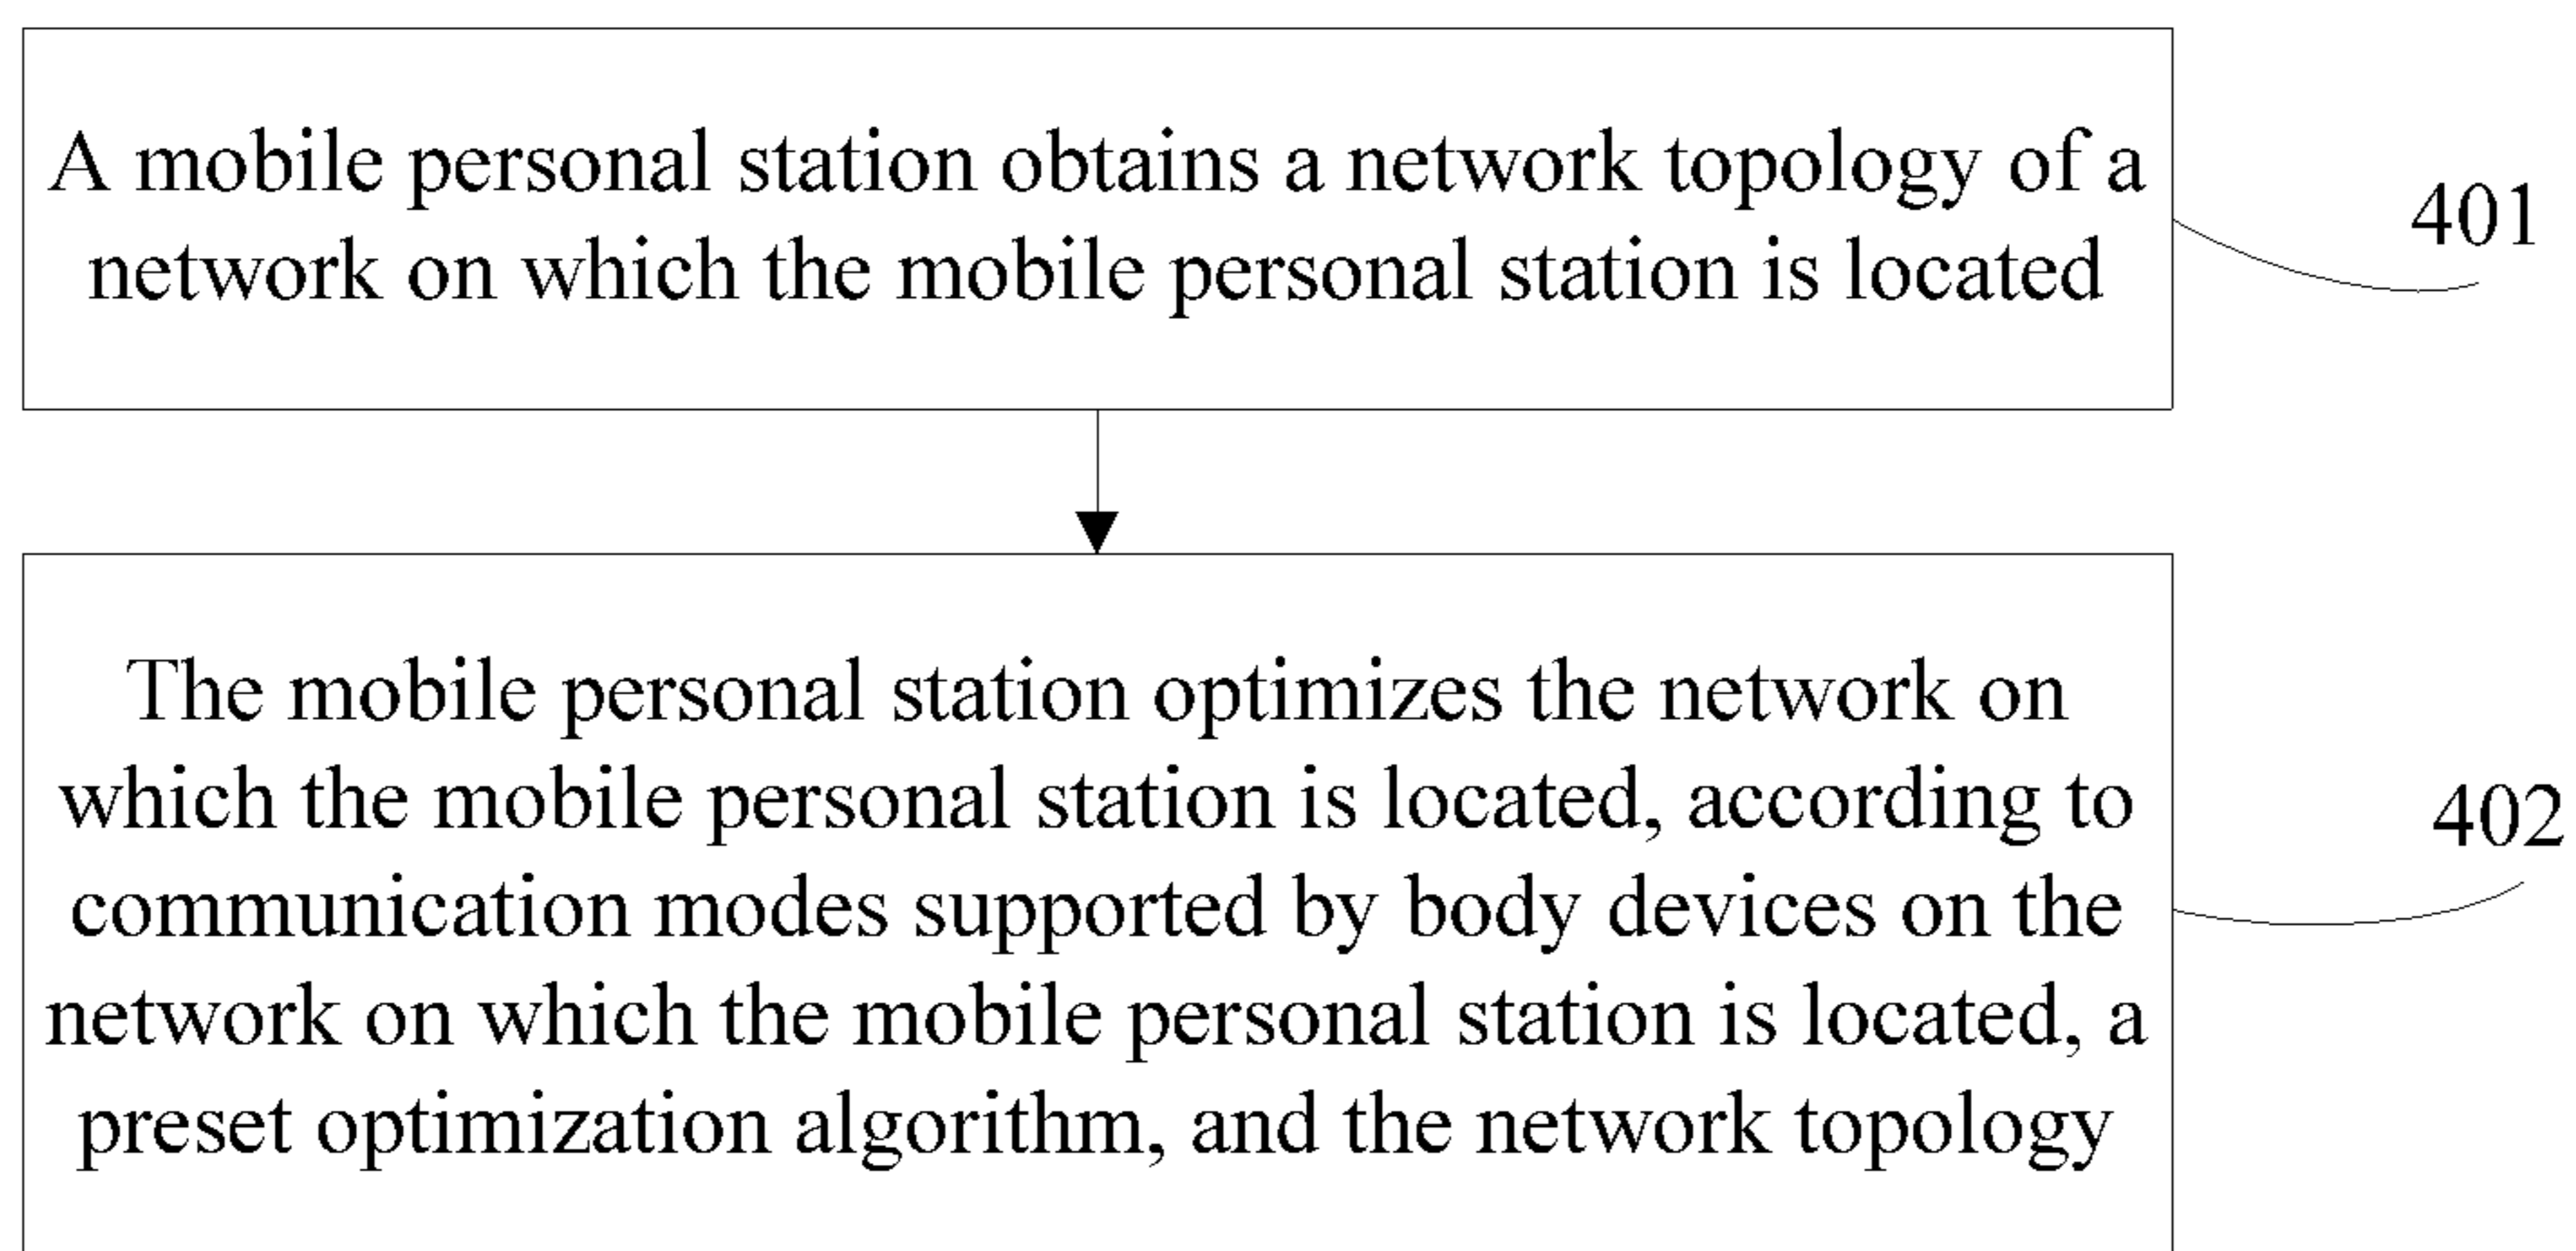 A mobile personal station obtains a network topology of a
network on which the mobile personal station is located
401
The mobile personal station optimizes the network on
which the mobile personal station is located, according to
communication modes supported by body devices on the
network on which the mobile personal station is located, a
preset optimization algorithm, and the network topology
402